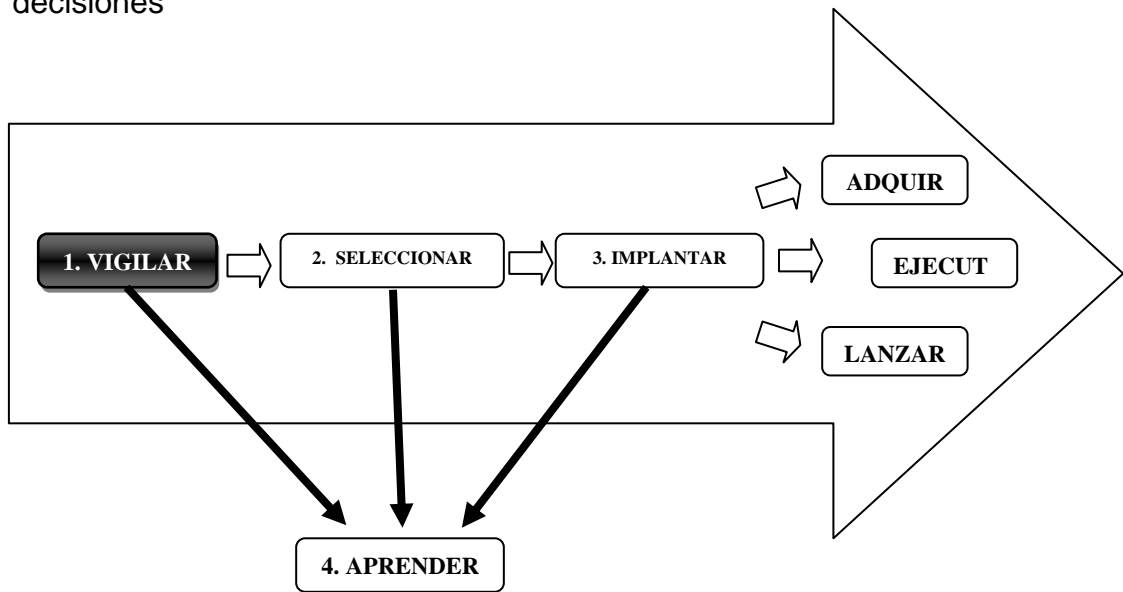 decisiones
ADQUIR
1. VIGILAR
2. SELECCIONAR
3. IMPLANTAR
EJECUT
LANZAR
4. APRENDER